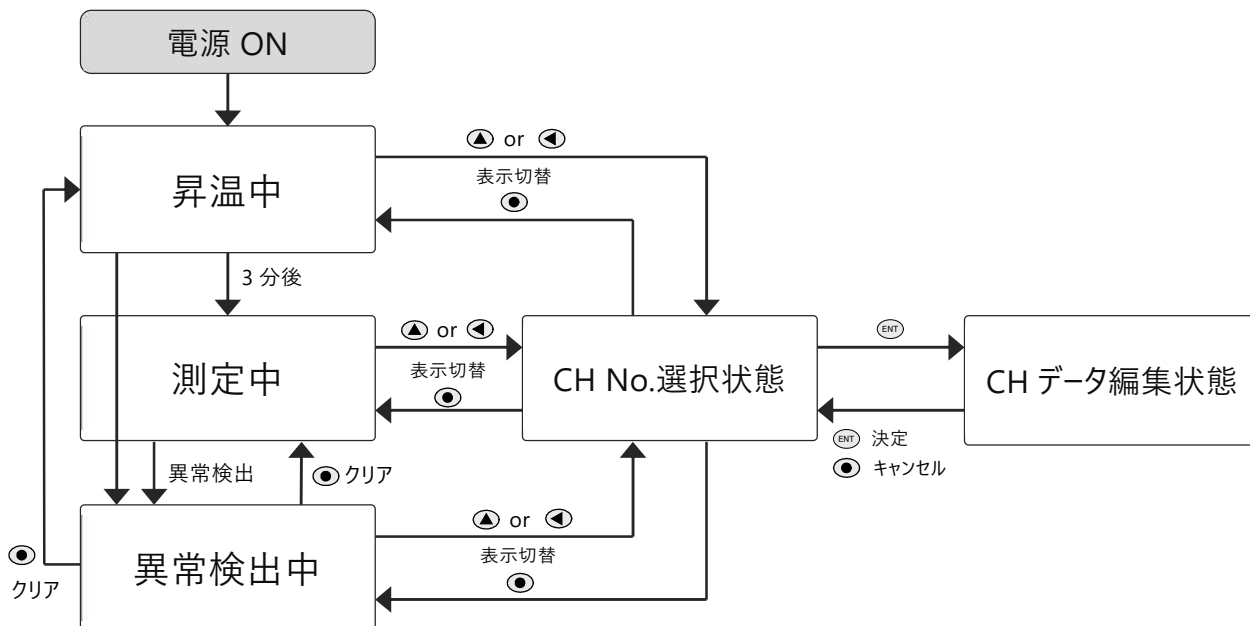 電源 ON
▲ or ◀
表示切替
昇温中
3 分後
▲ or ◀
表示切替
測定中
CH No.選択状態
ENT
CH データ編集状態
ENT 決定
キャンセル
異常検出
クリア
▲ or ◀
表示切替
異常検出中
クリア